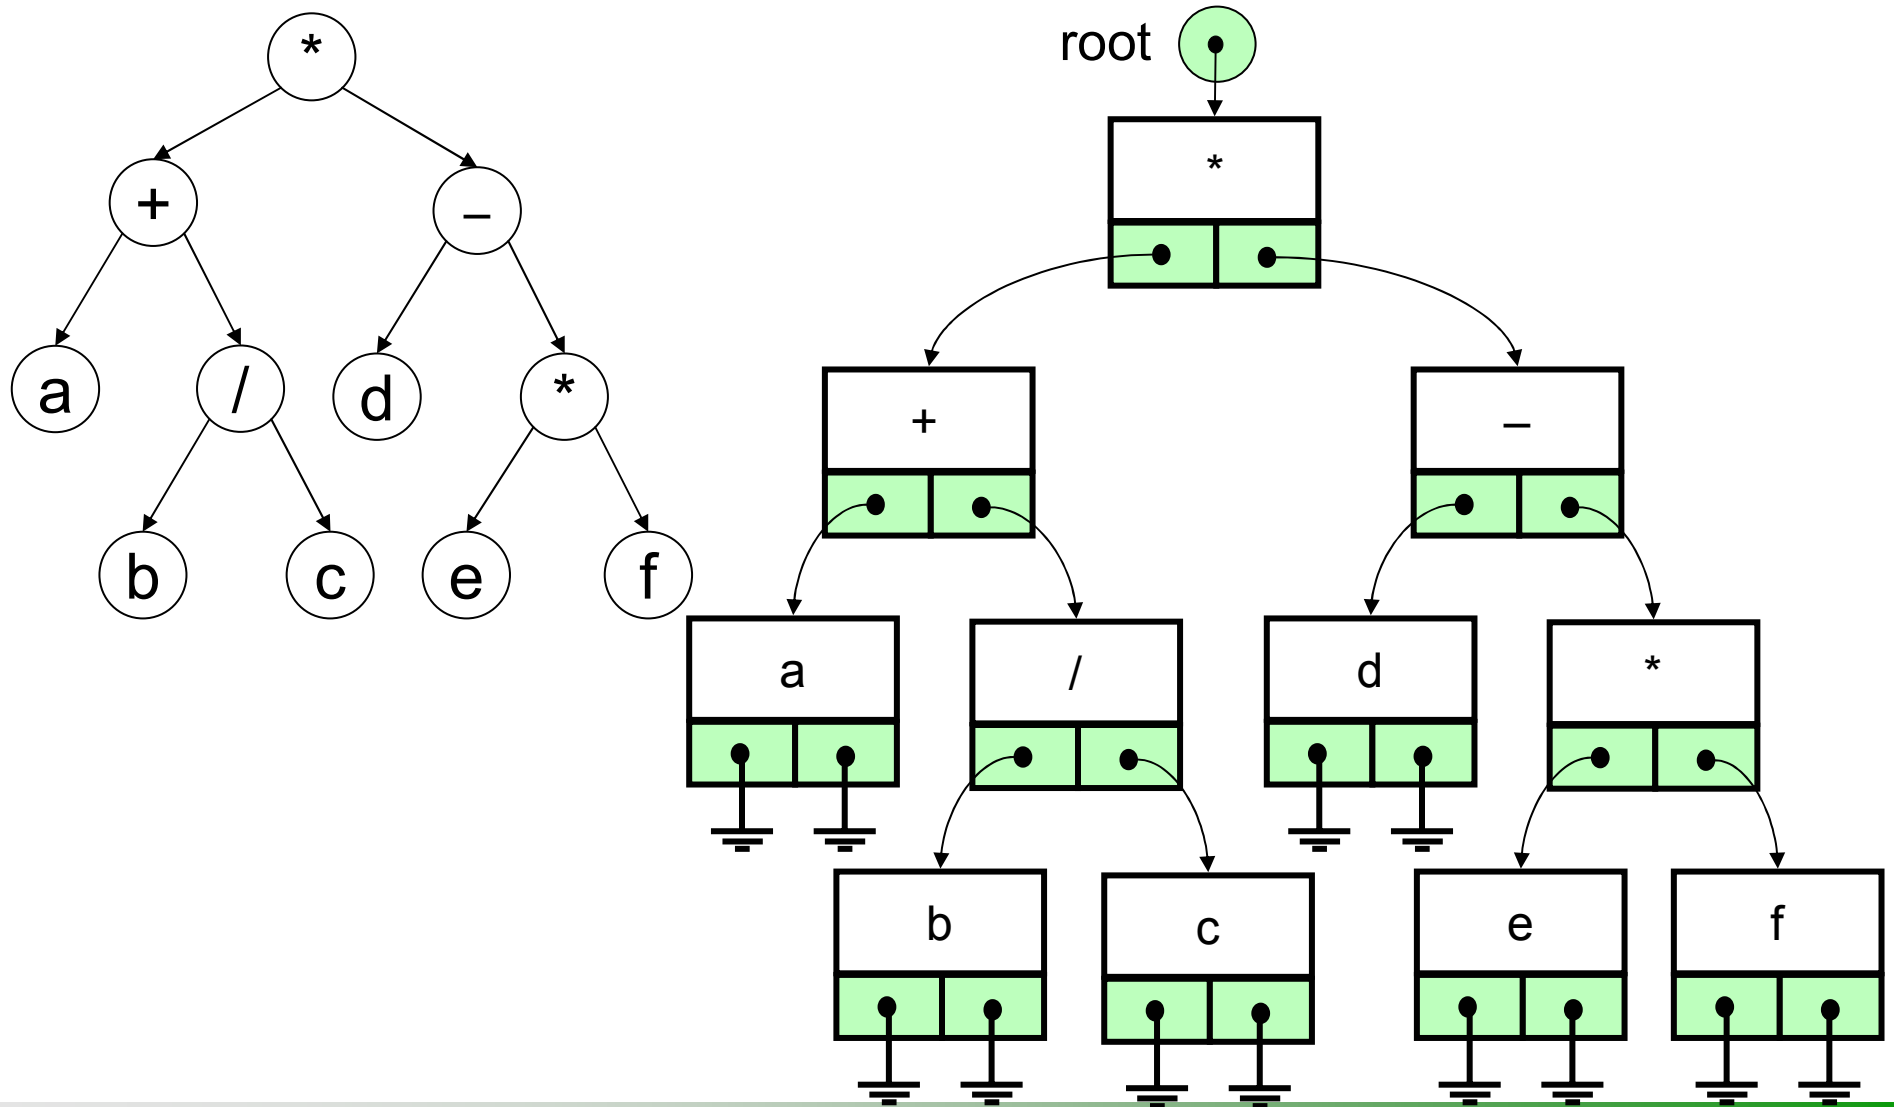 *
+ –
a / d *
b c e f
root
*
+ –
a / d *
b c e f